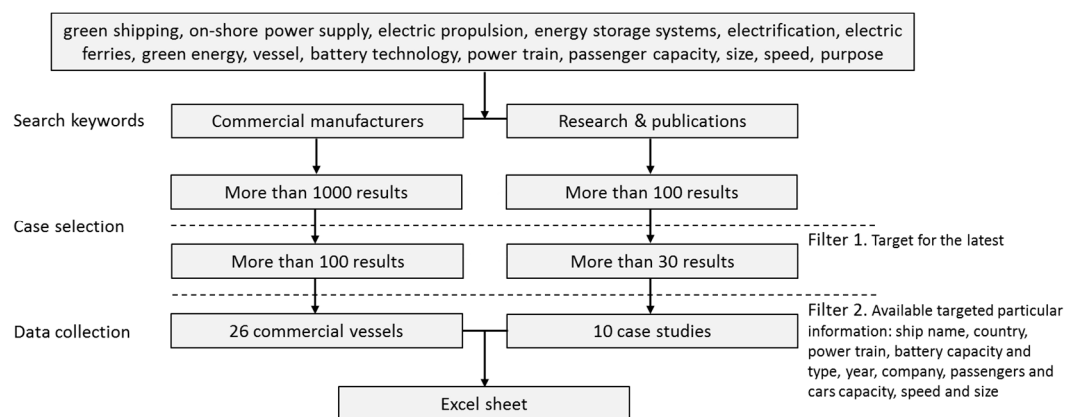 green shipping, on-shore power supply, electric propulsion, energy storage systems, electrification, electric
ferries, green energy, vessel, battery technology, power train, passenger capacity, size, speed, purpose
Search keywords
Commercial manufacturers
Research & publications
More than 1000 results
More than 100 results
Case selection
Filter 1. Target for the latest
More than 100 results
More than 30 results
Data collection
26 commercial vessels
10 case studies
Filter 2. Available targeted particular
information: ship name, country,
power train, battery capacity and
type, year, company, passengers and
cars capacity, speed and size
Excel sheet